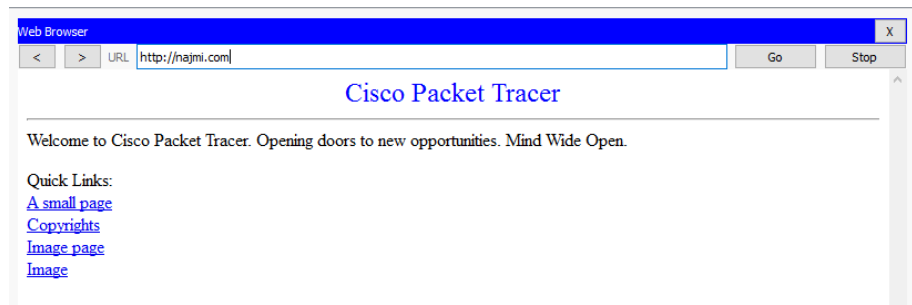 Web Browser X
< > URL http://najmi.com Go Stop
Cisco Packet Tracer
Welcome to Cisco Packet Tracer. Opening doors to new opportunities. Mind Wide Open.
Quick Links:
A small page
Copyrights
Image page
Image